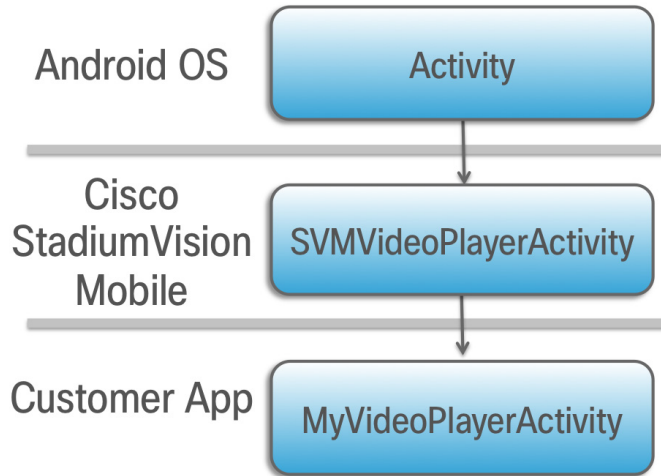 Android OS
Activity
Cisco
StadiumVision
Mobile
SVMVideoPlayerActivity
Customer App
MyVideoPlayerActivity